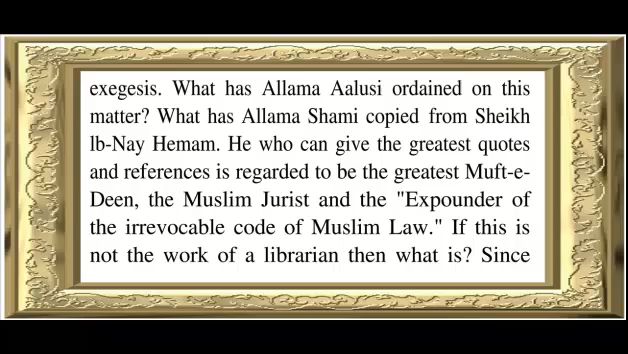 exegesis. What has Allama Aalusi ordained on this
matter? What has Allama Shami copied from Sheikh
lb-Nay Hemam. He who can give the greatest quotes
and references is regarded to be the greatest Muft-e-
Deen, the Muslim Jurist and the "Expounder of
the irrevocable code of Muslim Law." If this is
not the work of a librarian then what is? Since